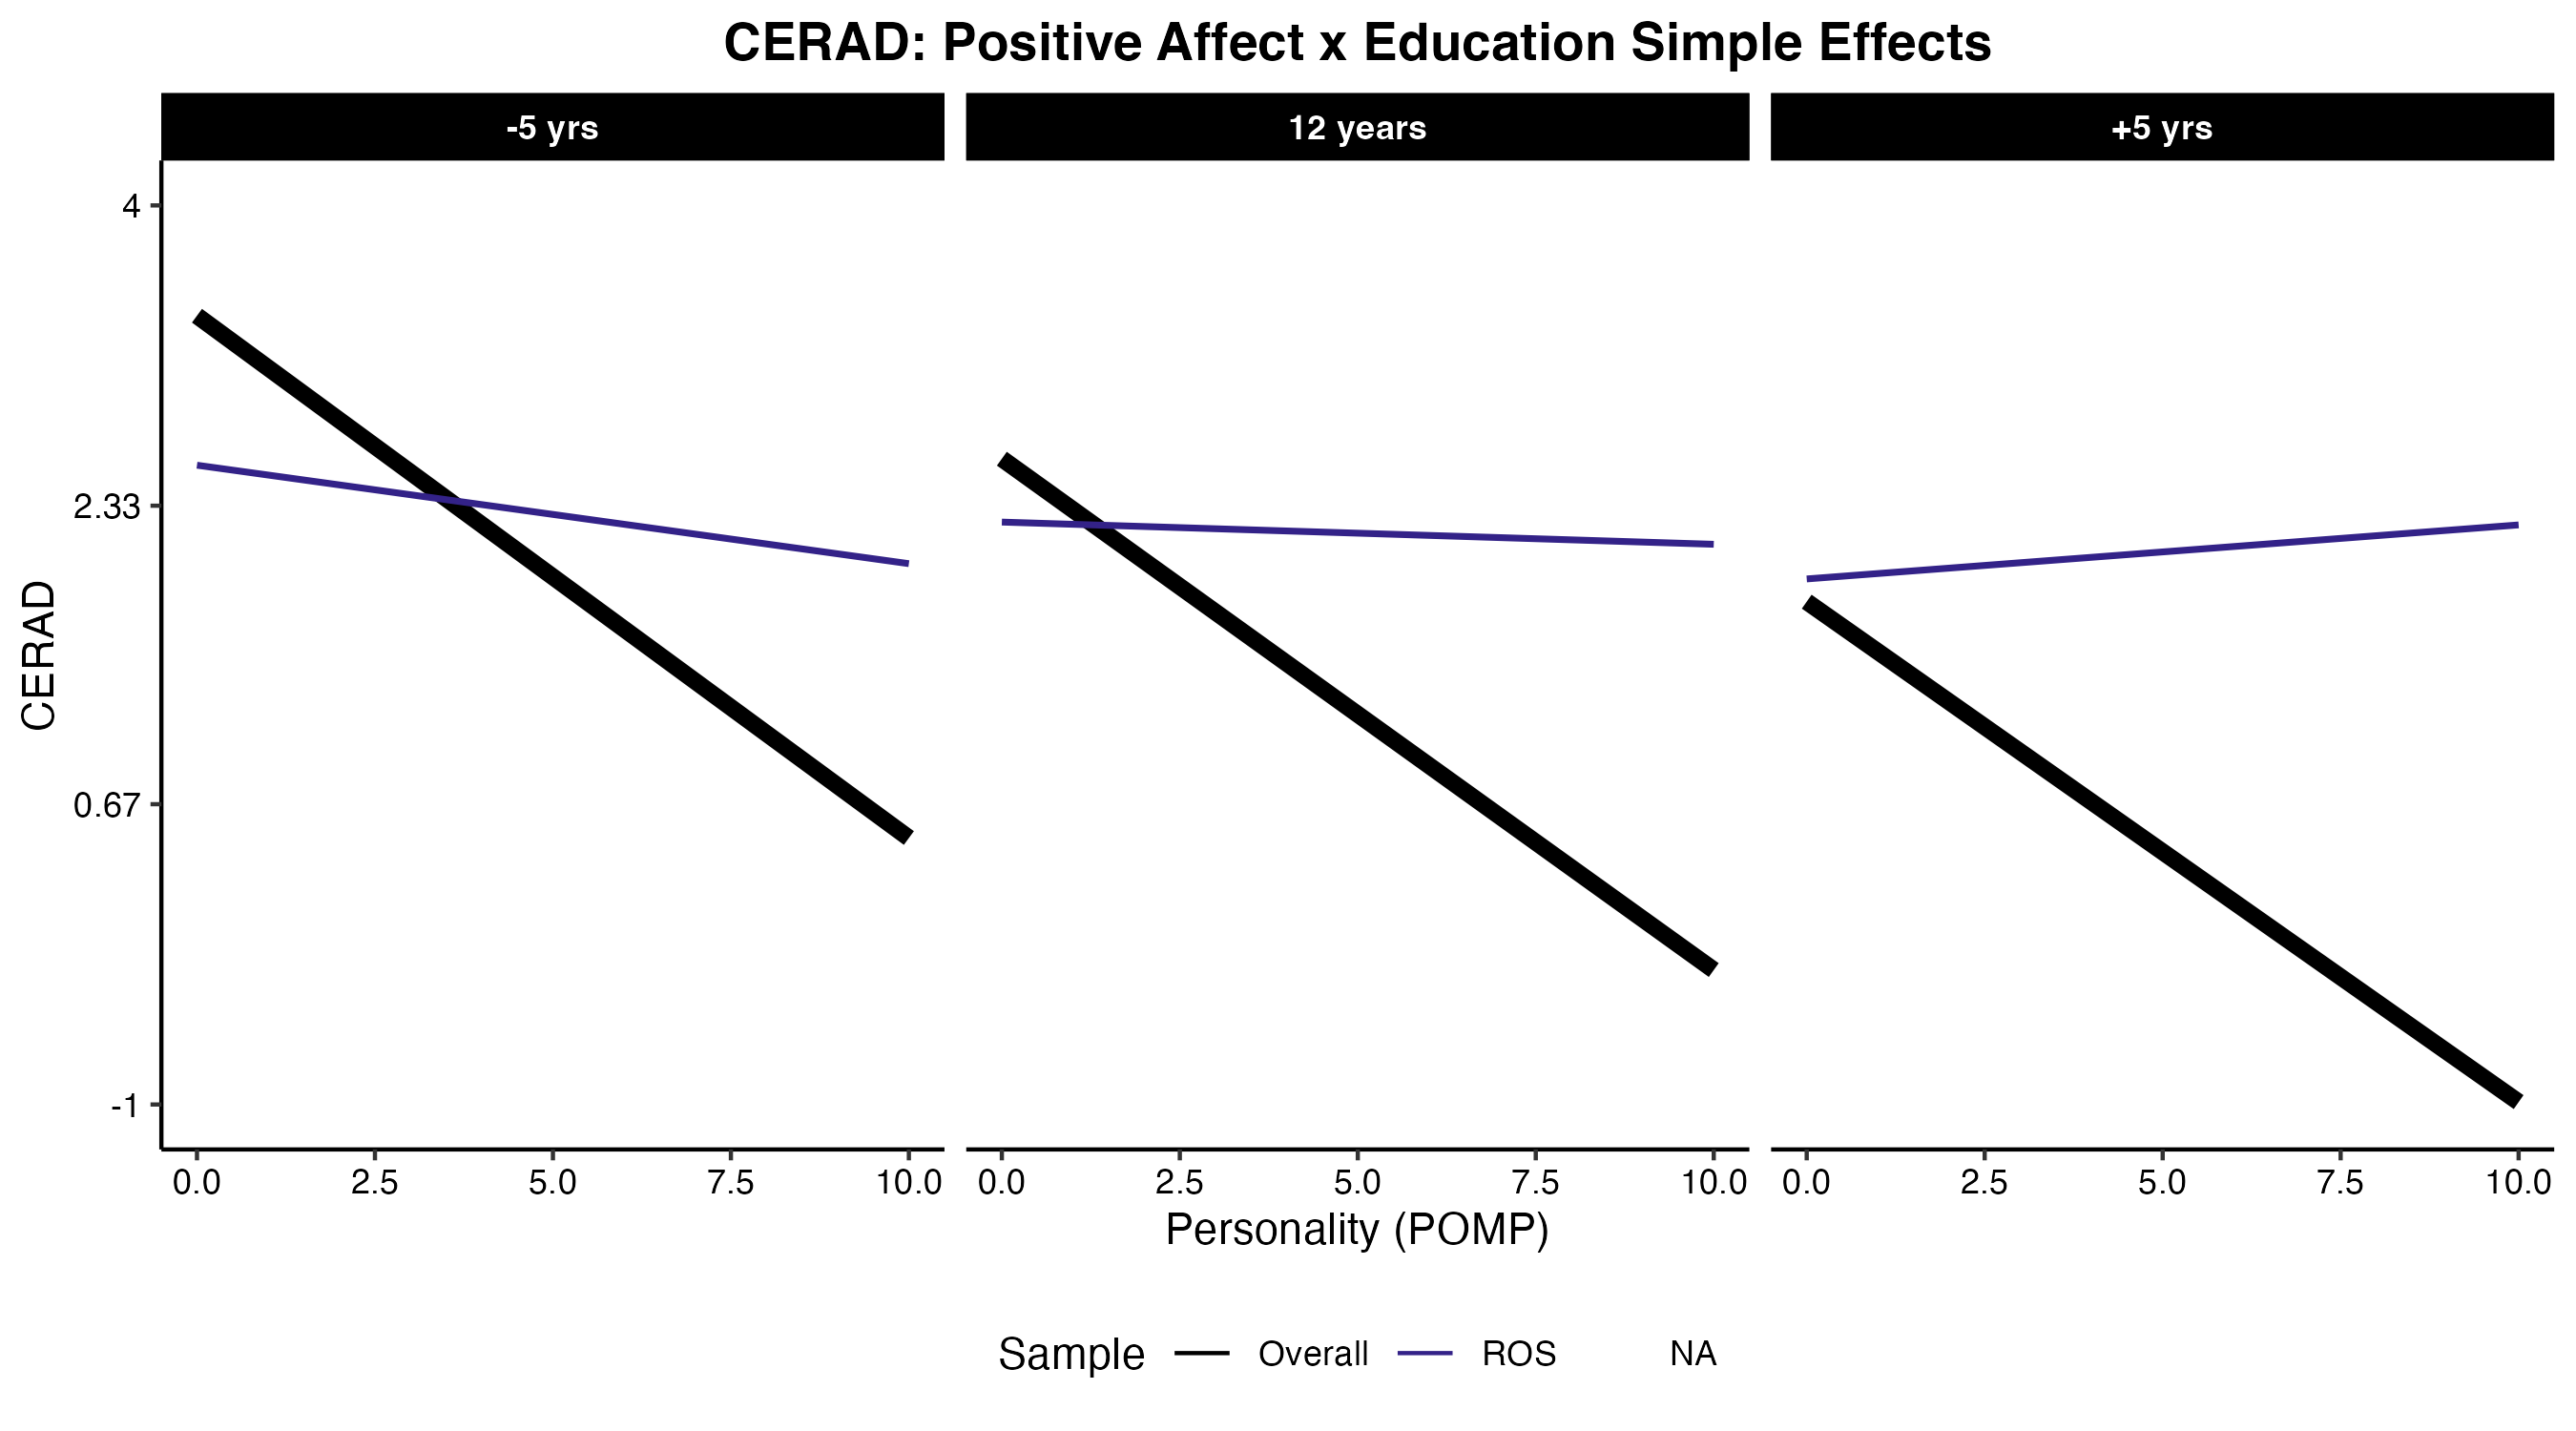 CERAD: Positive Affect x Education Simple Effects
-5 yrs 12 years +5 yrs
4
2.33
0.67
-1
CERAD
0.0 2.5 5.0 7.5 10.0 0.0 2.5 5.0 7.5 10.0 0.0 2.5 5.0 7.5 10.0
Personality (POMP)
Sample Overall ROS NA